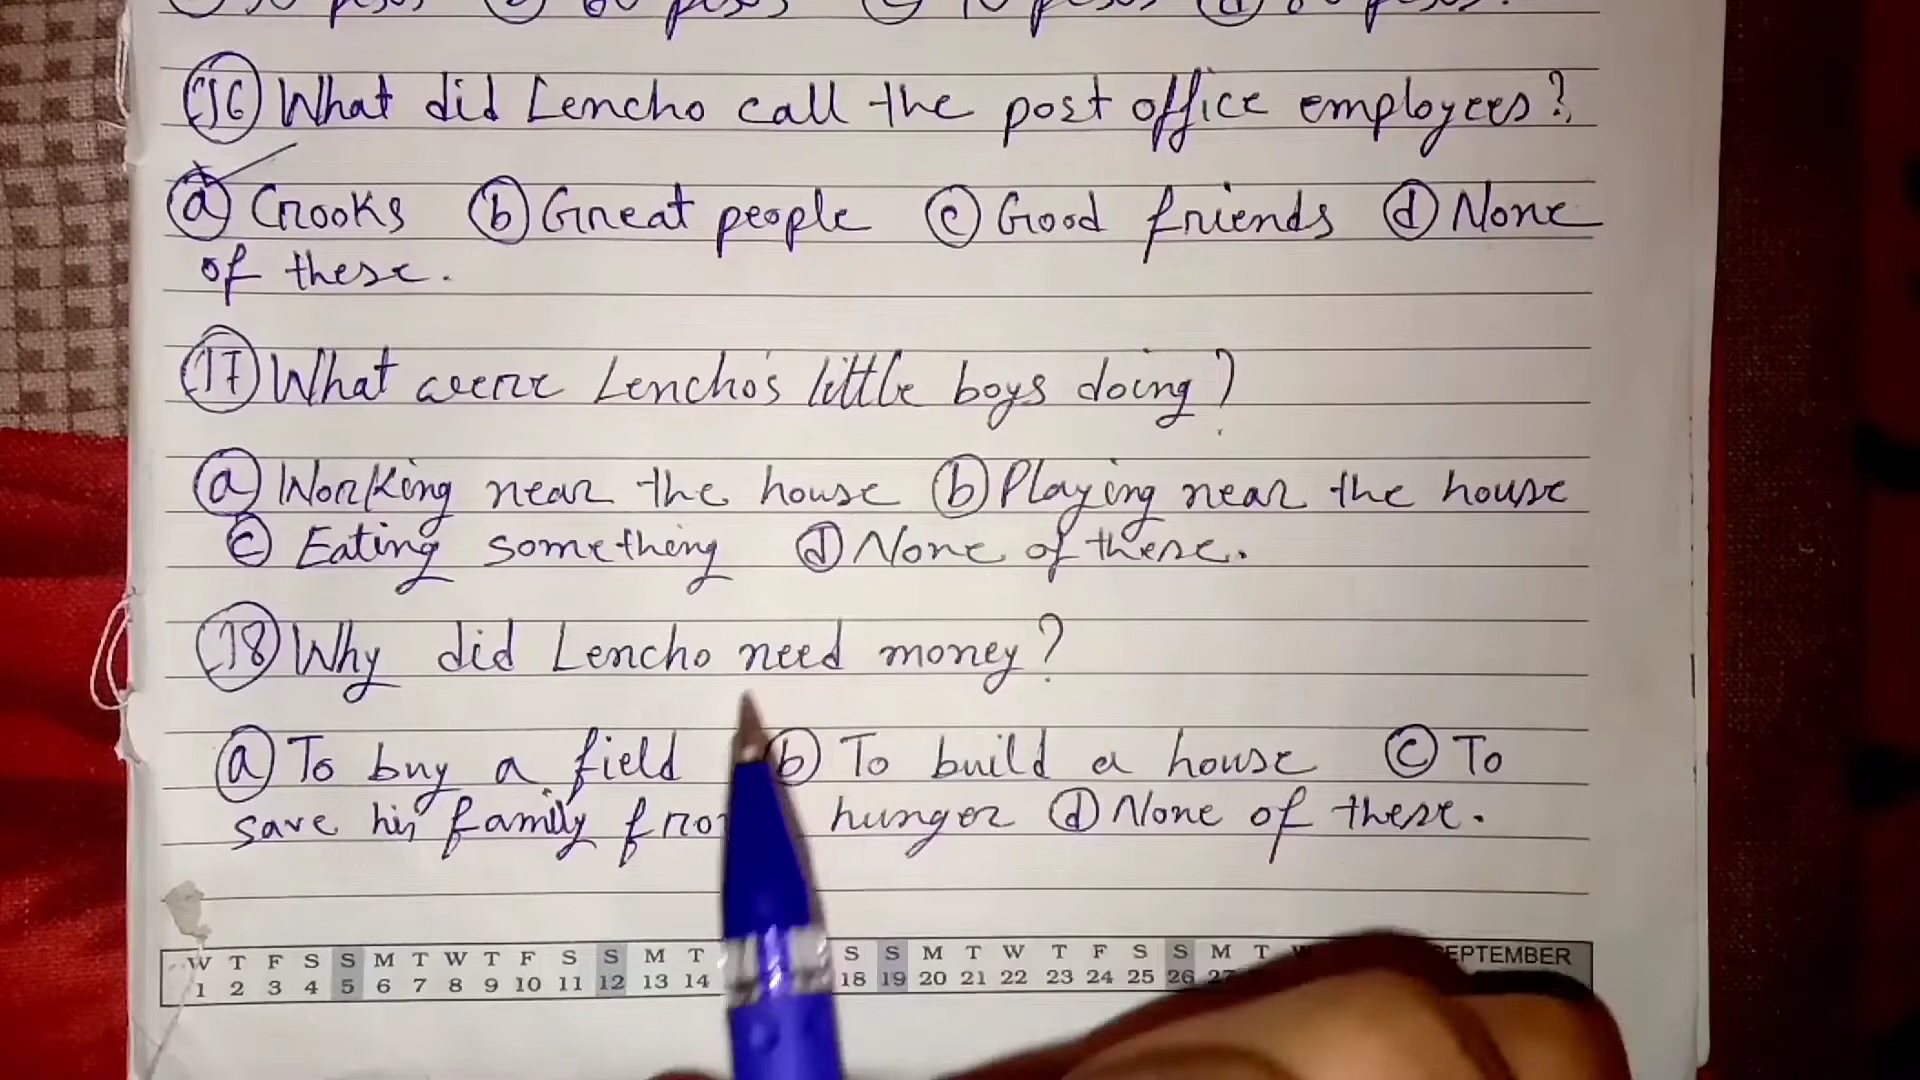 (16) What did Lencho call the post office employees?
(a) Crooks (b) Great people (c) Good friends (d) None
of these.
(17) What were Lencho's little boys doing?
(a) Working near the house (b) Playing near the house
(c) Eating something (d) None of these.
(18) Why did Lencho need money?
(a) To buy a field (b) To build a house (c) To
save his family hunger (d) None of these.
W T F S S M T W T F S S M T S S M T W T F S S M T
1 2 3 4 5 6 7 8 9 10 11 12 13 14 18 19 20 21 22 23 24 25 26